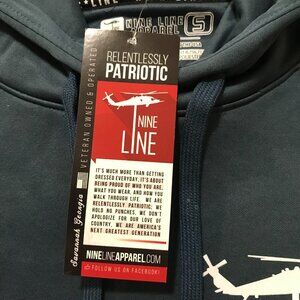 NINE LINE
APPAREL
S
RELENTLESSLY
PATRIOTIC
NINE
LINE
VETERAN OWNED & OPERATED
Savannah Georgia
IT'S MUCH MORE THAN GETTING
DRESSED EVERYDAY, IT'S ABOUT
BEING PROUD OF WHO YOU ARE,
WHAT YOU WEAR, AND HOW YOU
WALK THROUGH LIFE. WE ARE
RELENTLESSLY PATRIOTIC; WE
HOLD NO PUNCHES, WE DON'T
APOLOGIZE FOR OUR LOVE OF
COUNTRY. WE ARE AMERICA'S
NEXT GREATEST GENERATION
NINELINEAPPAREL.COM
FOLLOW US ON FACEBOOK!